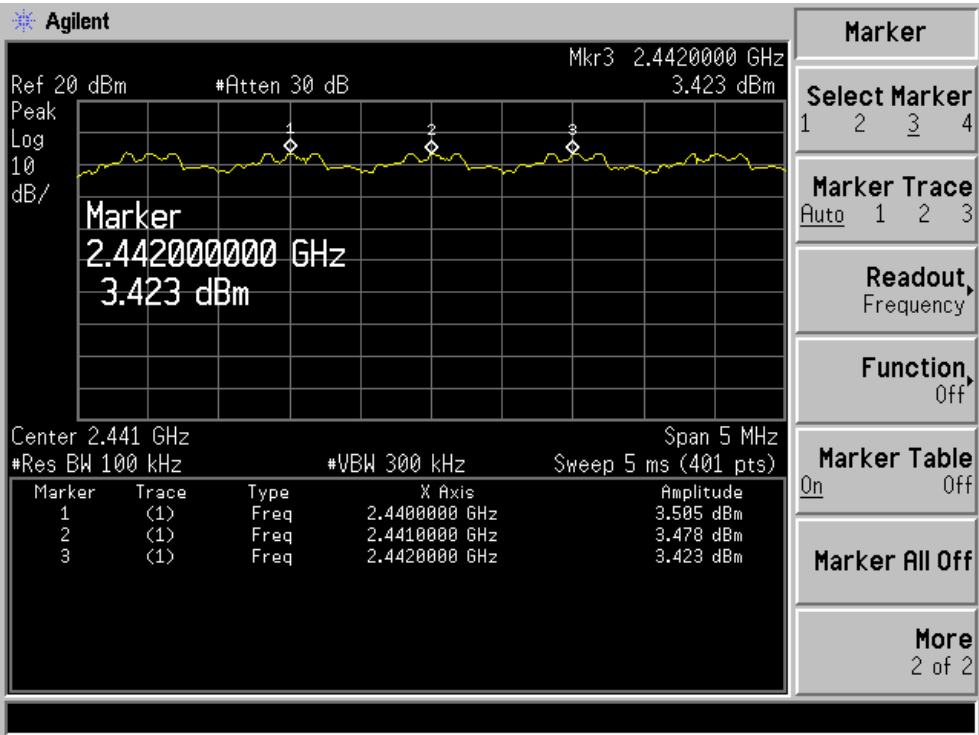 Agilent
Mkr3 2.4420000 GHz
Ref 20 dBm #Atten 30 dB 3.423 dBm
Peak
Log
10
dB/
1 2 3
Marker
2.442000000 GHz
3.423 dBm
Center 2.441 GHz Span 5 MHz
#Res BW 100 kHz #VBW 300 kHz Sweep 5 ms (401 pts)
Marker Trace Type X Axis Amplitude
1 (1) Freq 2.4400000 GHz 3.505 dBm
2 (1) Freq 2.4410000 GHz 3.478 dBm
3 (1) Freq 2.4420000 GHz 3.423 dBm
Marker
Select Marker
1 2 3 4
Marker Trace
Auto 1 2 3
Readout
Frequency
Function
Off
Marker Table
On Off
Marker All Off
More
2 of 2